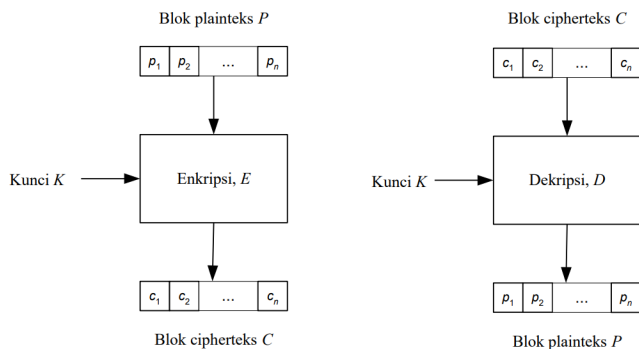 Blok plainteks P
p1 p2 ... pn
Kunci K
Enkripsi, E
c1 c2 ... cn
Blok cipherteks C
Blok cipherteks C
c1 c2 ... cn
Kunci K
Dekripsi, D
p1 p2 ... pn
Blok plainteks P